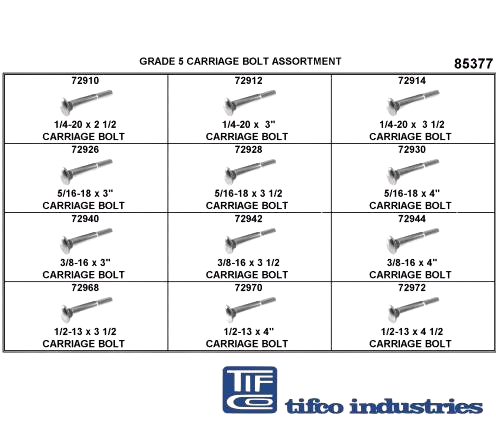 GRADE 5 CARRIAGE BOLT ASSORTMENT 85377
72910 72912 72914
1/4-20 x 2 1/2 1/4-20 x 3" 1/4-20 x 3 1/2
CARRIAGE BOLT CARRIAGE BOLT CARRIAGE BOLT
72926 72928 72930
5/16-18 x 3" 5/16-18 x 3 1/2 5/16-18 x 4"
CARRIAGE BOLT CARRIAGE BOLT CARRIAGE BOLT
72940 72942 72944
3/8-16 x 3" 3/8-16 x 3 1/2 3/8-16 x 4"
CARRIAGE BOLT CARRIAGE BOLT CARRIAGE BOLT
72968 72970 72972
1/2-13 x 3 1/2 1/2-13 x 4" 1/2-13 x 4 1/2
CARRIAGE BOLT CARRIAGE BOLT CARRIAGE BOLT
TIF
CO tifco industries